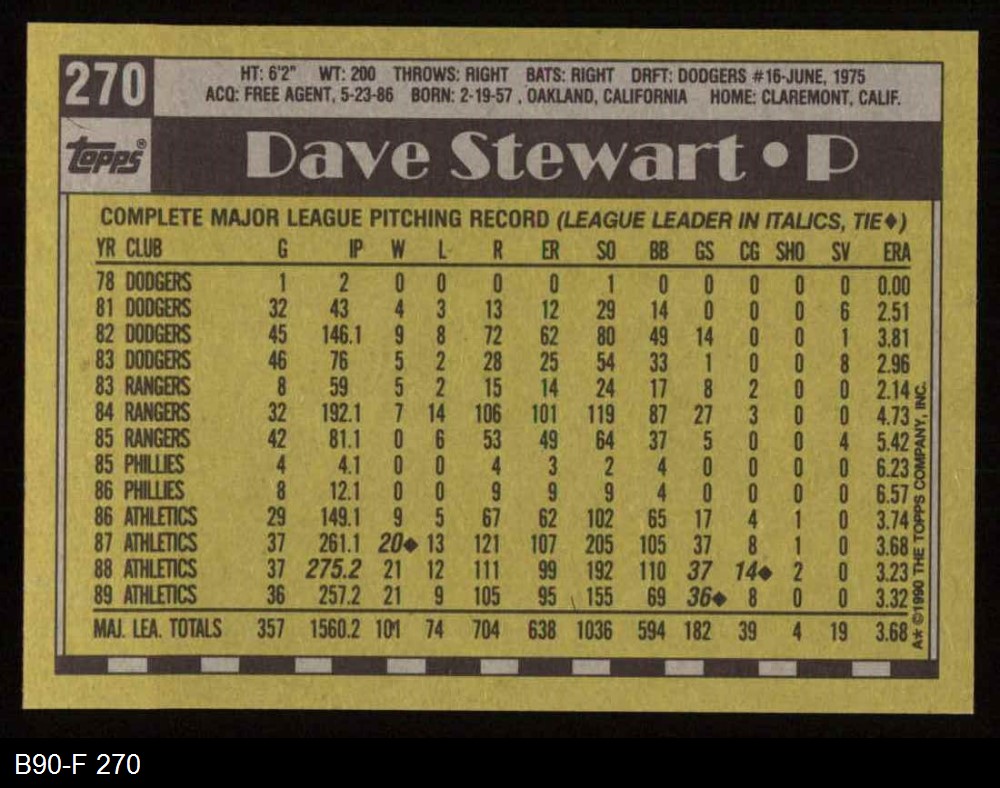 270
HT: 6'2" WT: 200 THROWS: RIGHT BATS: RIGHT DRFT: DODGERS #16-JUNE, 1975
ACQ: FREE AGENT, 5-23-86 BORN: 2-19-57 , OAKLAND, CALIFORNIA HOME: CLAREMONT, CALIF.
topps®
Dave Stewart • P
COMPLETE MAJOR LEAGUE PITCHING RECORD (LEAGUE LEADER IN ITALICS, TIE♦)
YR CLUB G IP W L R ER SO BB GS CG SHO SV ERA
78 DODGERS 1 2 0 0 0 0 1 0 0 0 0 0 0.00
81 DODGERS 32 43 4 3 13 12 29 14 0 0 0 6 2.51
82 DODGERS 45 146.1 9 8 72 62 80 49 14 0 0 1 3.81
83 DODGERS 46 76 5 2 28 25 54 33 1 0 0 8 2.96
83 RANGERS 8 59 5 2 15 14 24 17 8 2 0 0 2.14
84 RANGERS 32 192.1 7 14 106 101 119 87 27 3 0 0 4.73
85 RANGERS 42 81.1 0 6 53 49 64 37 5 0 0 4 5.42
85 PHILLIES 4 4.1 0 0 4 3 2 4 0 0 0 0 6.23
86 PHILLIES 8 12.1 0 0 9 9 9 4 0 0 0 0 6.57
86 ATHLETICS 29 149.1 9 5 67 62 102 65 17 4 1 0 3.74
87 ATHLETICS 37 261.1 20♦ 13 121 107 205 105 37 8 1 0 3.68
88 ATHLETICS 37 275.2 21 12 111 99 192 110 37 14♦ 2 0 3.23
89 ATHLETICS 36 257.2 21 9 105 95 155 69 36♦ 8 0 0 3.32
MAJ. LEA. TOTALS 357 1560.2 101 74 704 638 1036 594 182 39 4 19 3.68
A* ©1990 THE TOPPS COMPANY, INC.
B90-F 270